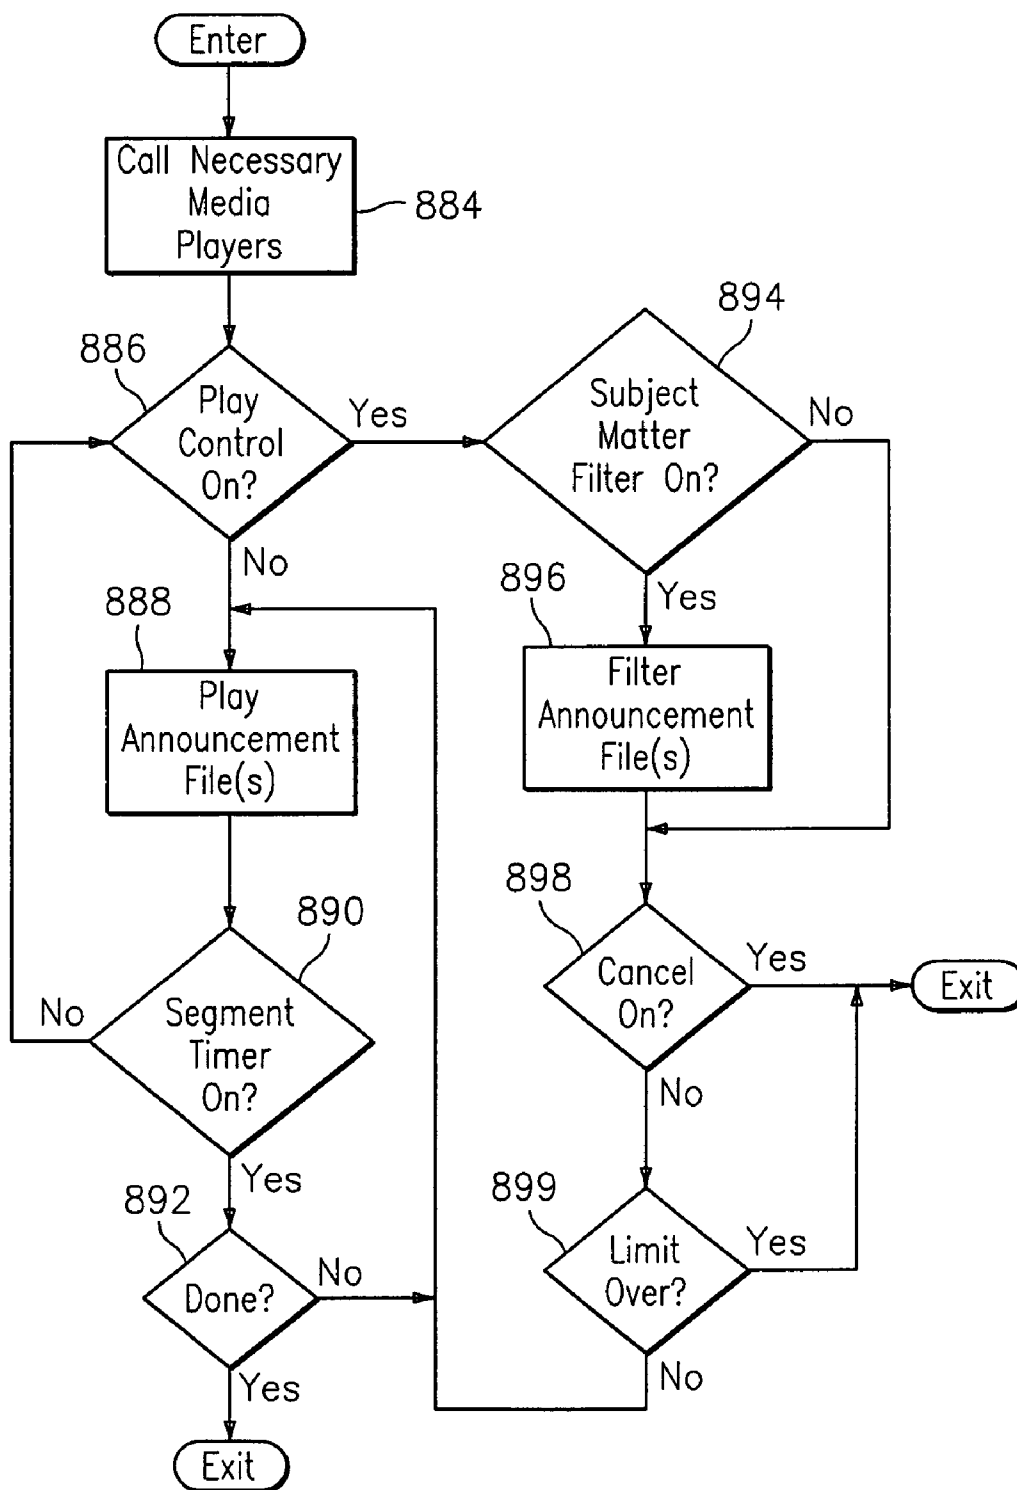 Enter
Call Necessary
Media
Players
884
886
Play
Control
On?
Yes
No
894
Subject
Matter
Filter On?
No
Yes
888
Play
Announcement
File(s)
896
Filter
Announcement
File(s)
890
Segment
Timer
On?
No
Yes
898
Cancel
On?
Yes
No
Exit
892
Done?
No
Yes
Exit
899
Limit
Over?
Yes
No